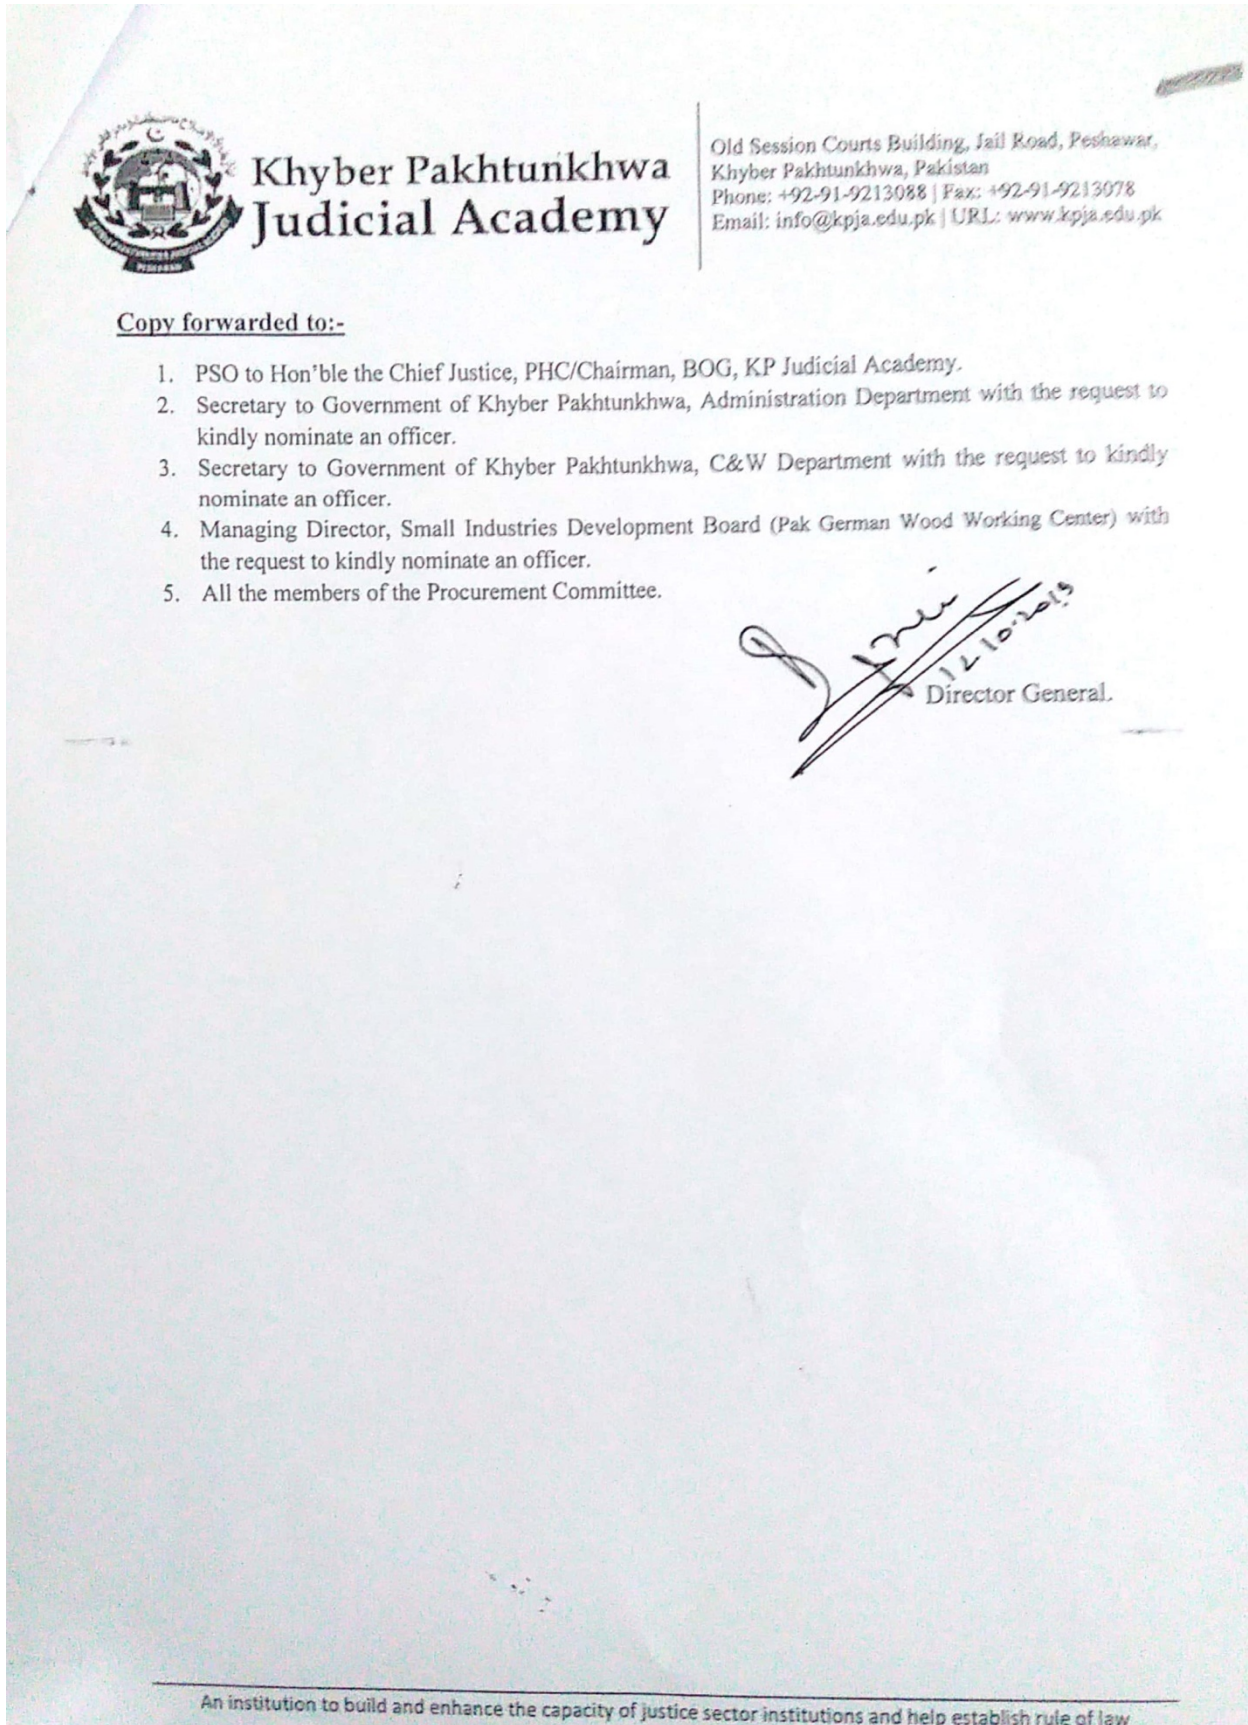 Khyber Pakhtunkhwa
Judicial Academy
Old Session Courts Building, Jail Road, Peshawar,
Khyber Pakhtunkhwa, Pakistan
Phone: +92-91-9213088 | Fax: +92-91-9213078
Email: info@kpja.edu.pk | URL: www.kpja.edu.pk
Copy forwarded to:-
1. PSO to Hon'ble the Chief Justice, PHC/Chairman, BOG, KP Judicial Academy.
2. Secretary to Government of Khyber Pakhtunkhwa, Administration Department with the request to
kindly nominate an officer.
3. Secretary to Government of Khyber Pakhtunkhwa, C&W Department with the request to kindly
nominate an officer.
4. Managing Director, Small Industries Development Board (Pak German Wood Working Center) with
the request to kindly nominate an officer.
5. All the members of the Procurement Committee.
Director General.
An institution to build and enhance the capacity of justice sector institutions and help establish rule of law